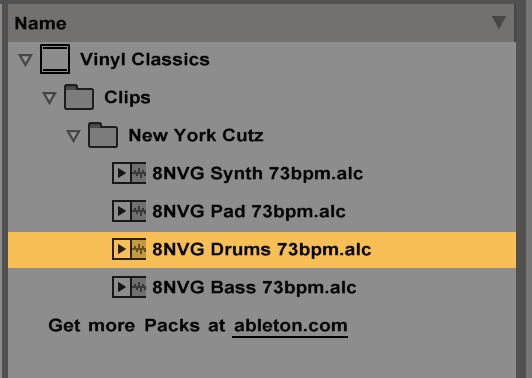 Name
Vinyl Classics
Clips
New York Cutz
8NVG Synth 73bpm.alc
8NVG Pad 73bpm.alc
8NVG Drums 73bpm.alc
8NVG Bass 73bpm.alc
Get more Packs at ableton.com